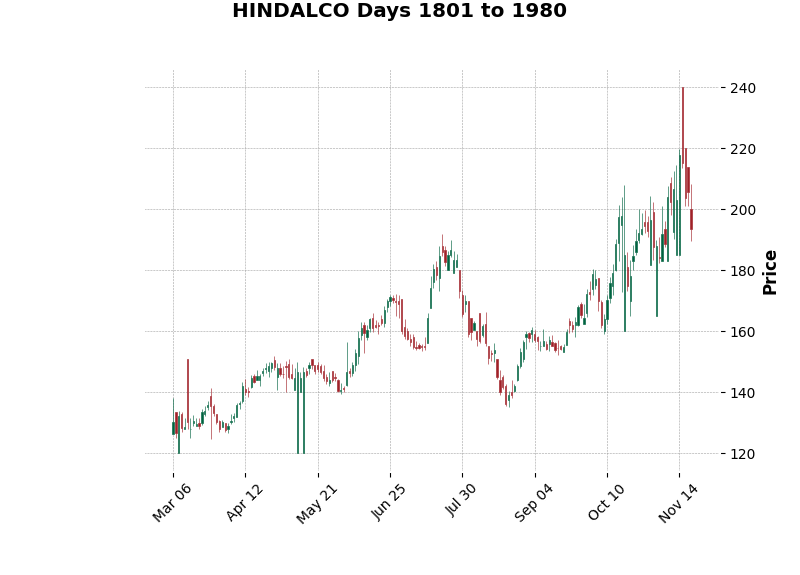 HINDALCO Days 1801 to 1980
240
220
200
180
160
140
120
Price
Mar 06
Apr 12
May 21
Jun 25
Jul 30
Sep 04
Oct 10
Nov 14